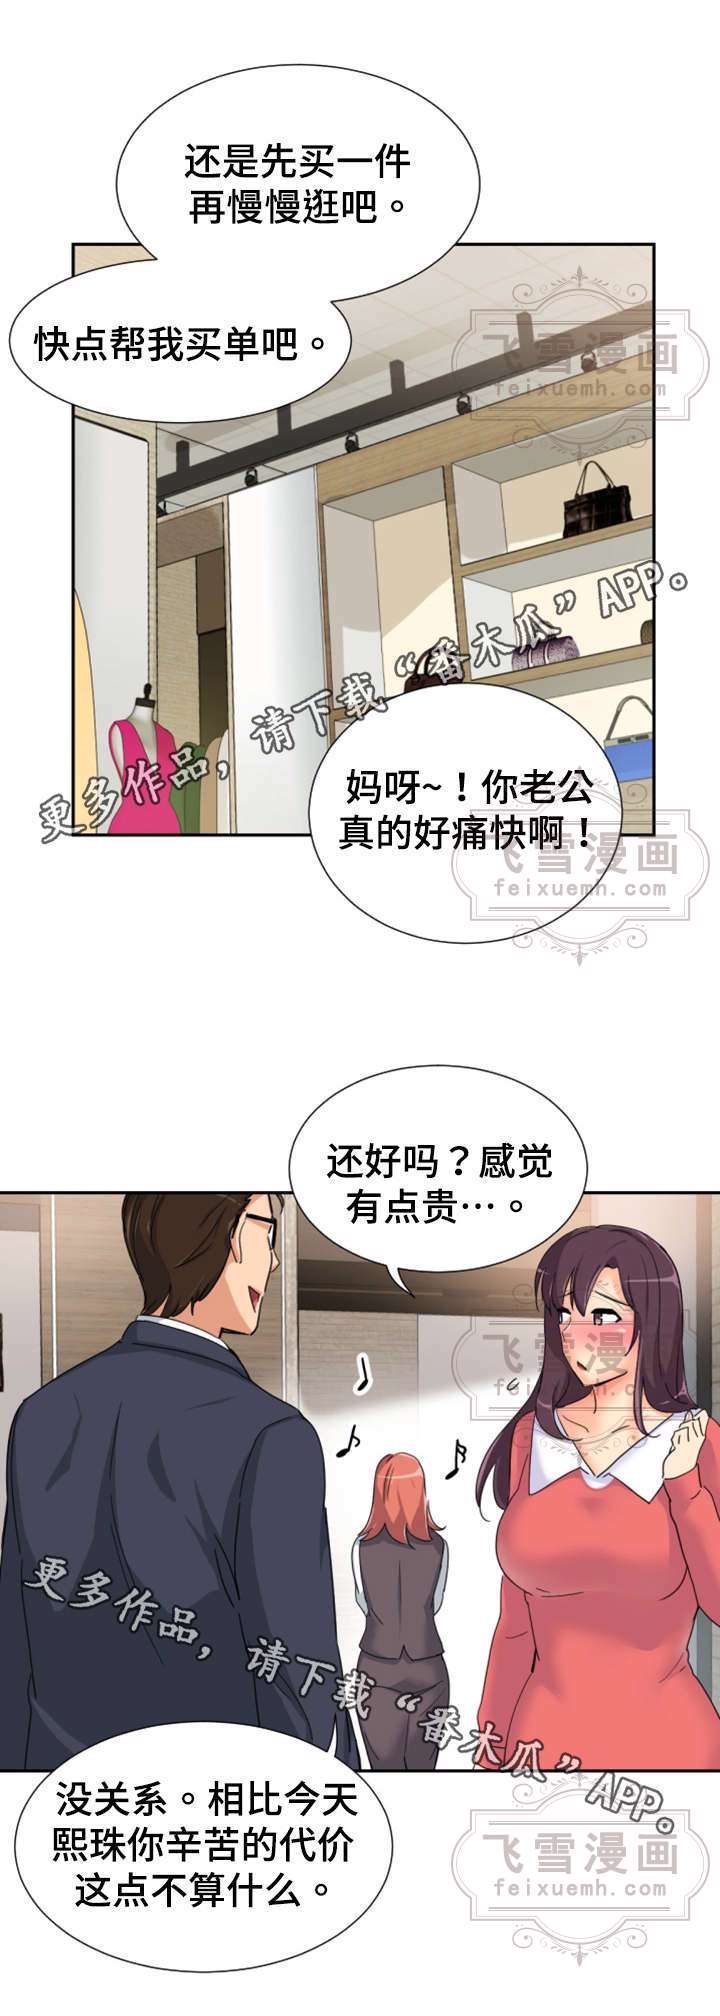 还是先买一件
再慢慢逛吧。
快点帮我买单吧。
飞雪漫画
feixuemh.com
更多作品，请下载“番木瓜”APP。
妈呀~！你老公
真的好痛快啊！
飞雪漫画
feixuemh.com
还好吗？感觉
有点贵…。
飞雪漫画
feixuemh.com
更多作品，请下载“番木瓜”APP。
没关系。相比今天
熙珠你辛苦的代价
这点不算什么。
飞雪漫画
feixuemh.com